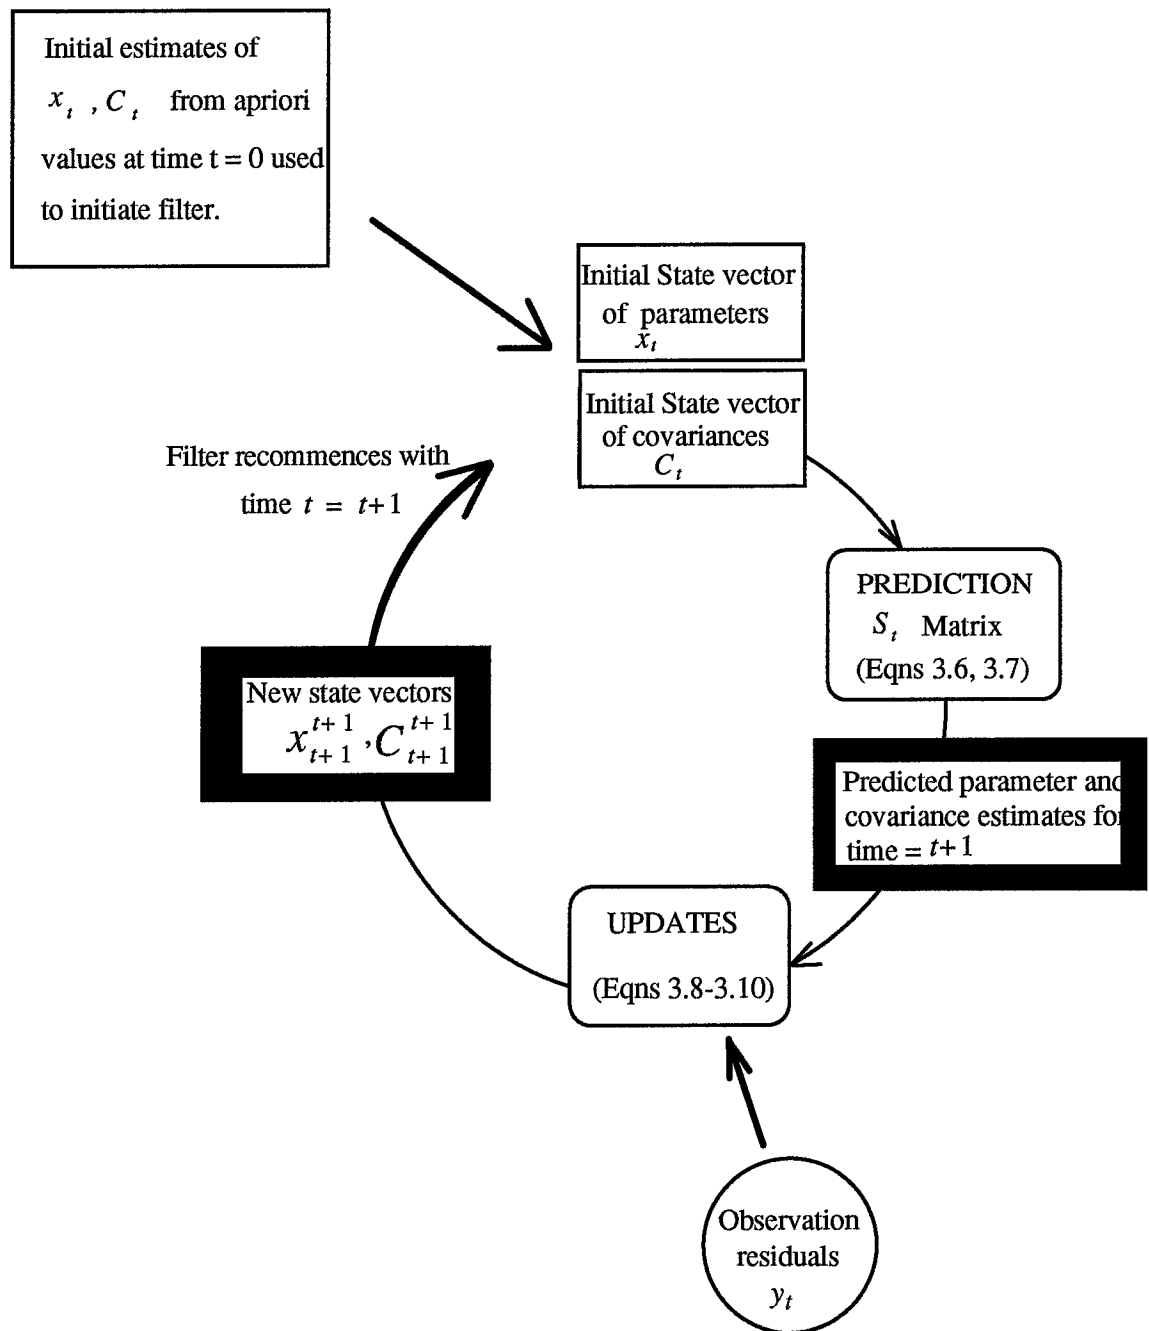 Initial estimates of
x_t , C_t from apriori
values at time t = 0 used
to initiate filter.
Initial State vector
of parameters
x_t
Initial State vector
of covariances
C_t
Filter recommences with
time t = t+1
PREDICTION
S_t Matrix
(Eqns 3.6, 3.7)
New state vectors
x_{t+1}^{t+1} , C_{t+1}^{t+1}
Predicted parameter and
covariance estimates for
time = t+1
UPDATES
(Eqns 3.8-3.10)
Observation
residuals
y_t